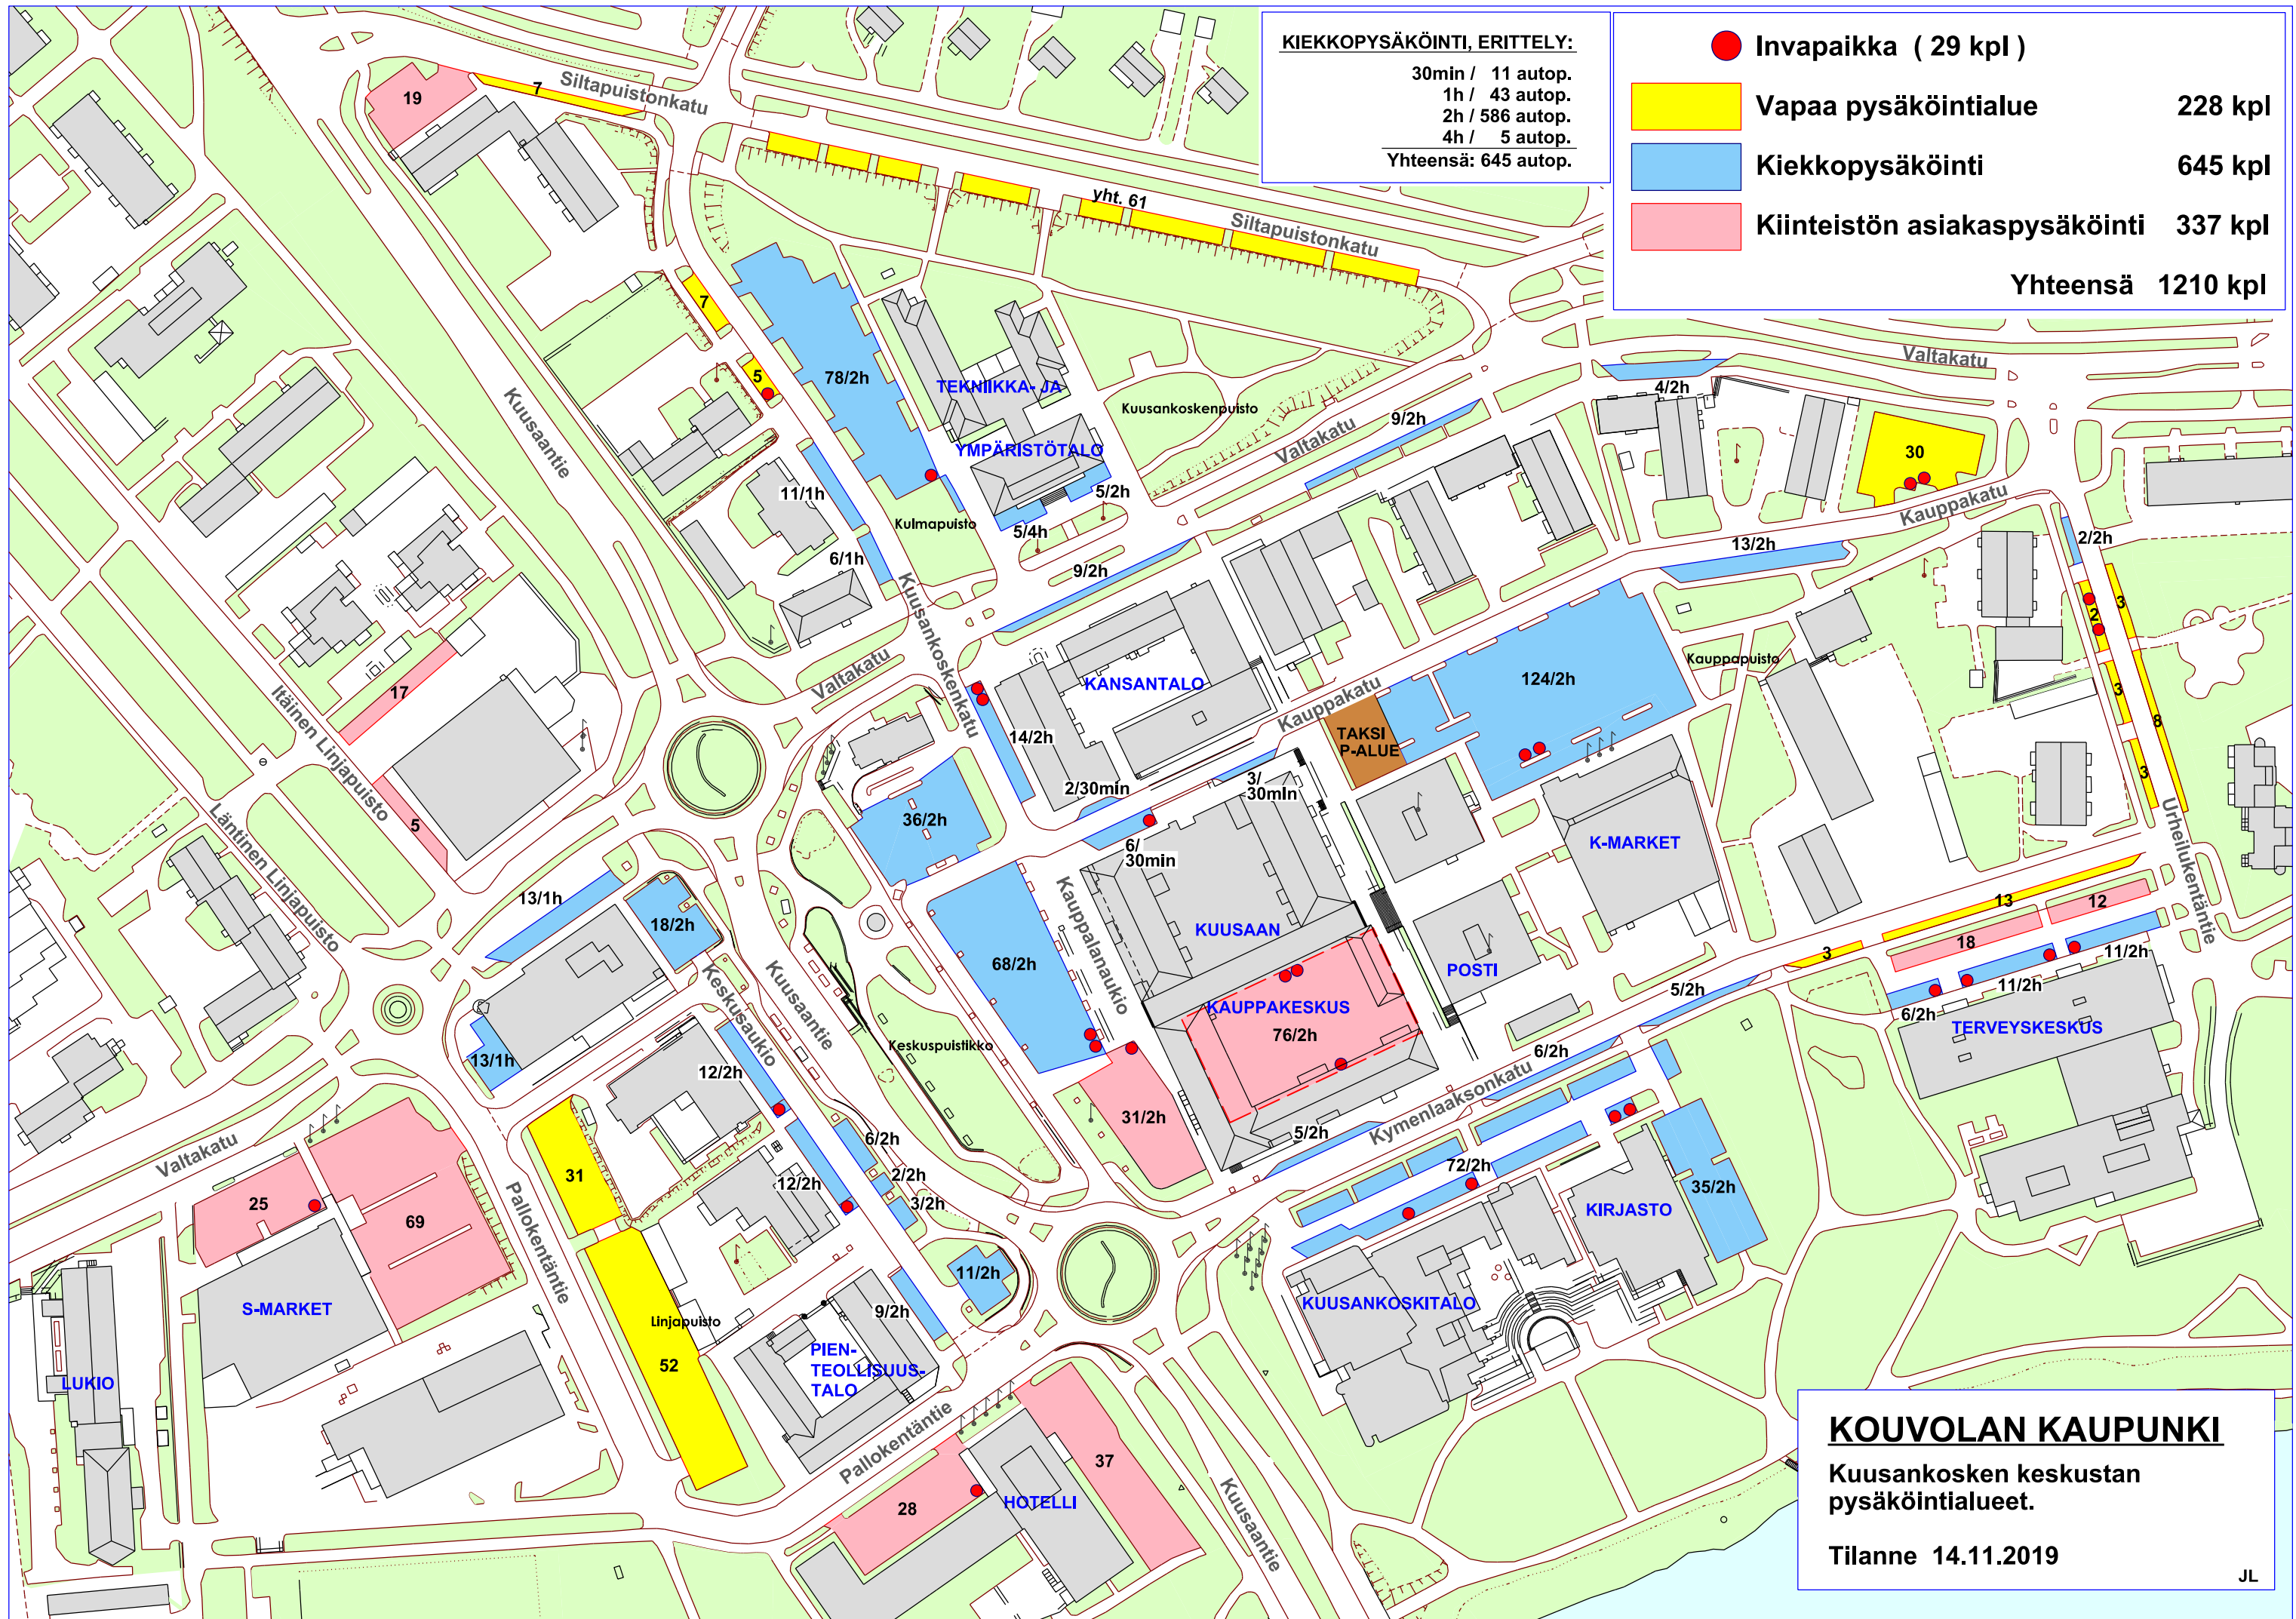 KIEKKOPYSÄKÖINTI, ERITTELY:
30min / 11 autop.
1h / 43 autop.
2h / 586 autop.
4h / 5 autop.
Yhteensä: 645 autop.
Invapaikka ( 29 kpl )
Vapaa pysäköintialue 228 kpl
Kiekkopysäköinti 645 kpl
Kiinteistön asiakaspysäköinti 337 kpl
Yhteensä 1210 kpl
19
7
Siltapuistonkatu
yht. 61
Siltapuistonkatu
7
5
78/2h
TEKNIIKKA- JA
YMPÄRISTÖTALO
Kuusankoskenpuisto
Valtakatu
9/2h
4/2h
Valtakatu
30
Kauppakatu
Kuusaantie
11/1h
6/1h
Kulmapuisto
5/2h
5/4h
9/2h
13/2h
2/2h
Kuusankoskenkatu
Valtakatu
KANSANTALO
Kauppakatu
TAKSI
P-ALUE
124/2h
Kauppapuisto
2
3
3
8
3
Urheilukentäntie
17
Itäinen Linjapuisto
5
Läntinen Linjapuisto
14/2h
2/30min
3/
30min
36/2h
6/
30min
K-MARKET
13/1h
18/2h
Keskusaukio
Kuusaantie
68/2h
Kauppalanaukio
KUUSAAN
KAUPPAKESKUS
76/2h
POSTI
13
12
18
3
11/2h
11/2h
6/2h
TERVEYSKESKUS
5/2h
6/2h
Keskuspuistikko
13/1h
12/2h
31/2h
5/2h
Kymenlaaksonkatu
72/2h
35/2h
KIRJASTO
Valtakatu
25
69
S-MARKET
LUKIO
Pallokentäntie
31
52
12/2h
6/2h
2/2h
3/2h
11/2h
9/2h
Linjapuisto
PIEN-
TEOLLISUUS-
TALO
KUUSANKOSKITALO
Pallokentäntie
28
HOTELLI
37
Kuusaantie
KOUVOLAN KAUPUNKI
Kuusankosken keskustan
pysäköintialueet.
Tilanne 14.11.2019
JL